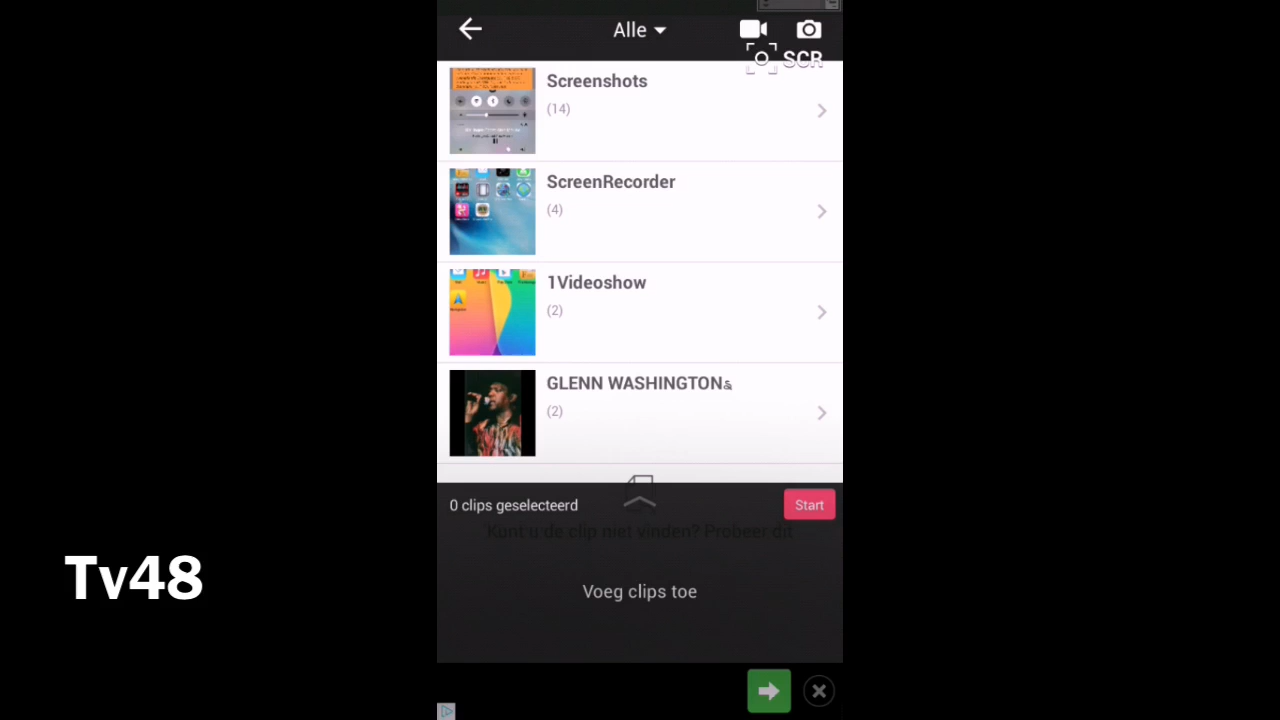 Alle
SCR
Screenshots
(14)
ScreenRecorder
(4)
1Videoshow
(2)
GLENN WASHINGTON
(2)
0 clips geselecteerd
Start
Kunt u de clip niet vinden? Probeer dit
Voeg clips toe
Tv48